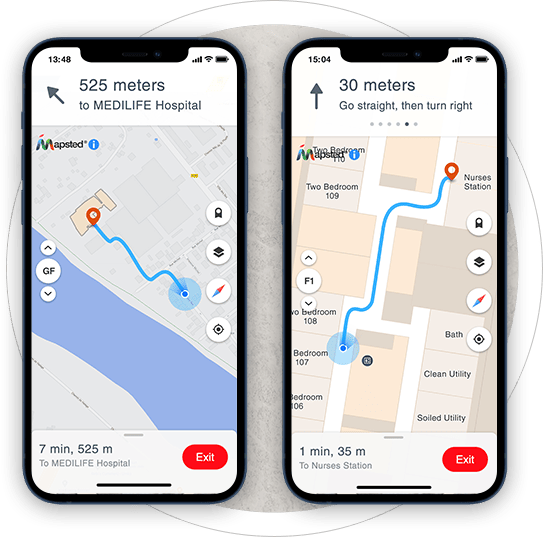 13:48
525 meters
to MEDILIFE Hospital
Mapsted®
GF
7 min, 525 m
To MEDILIFE Hospital
Exit
15:04
30 meters
Go straight, then turn right
Mapsted
Two Bedroom
110
Nurses
Station
Two Bedroom
109
F1
Two Bedroom
108
Bath
Bedroom
107
Clean Utility
Bedroom
106
Soiled Utility
1 min, 35 m
To Nurses Station
Exit